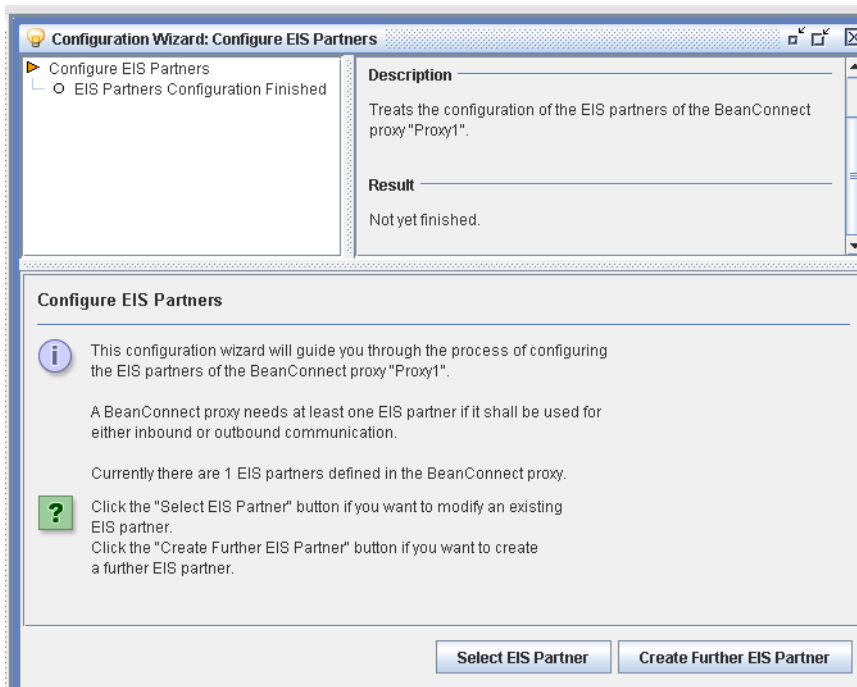 Configuration Wizard: Configure EIS Partners
Configure EIS Partners
EIS Partners Configuration Finished
Description
Treats the configuration of the EIS partners of the BeanConnect
proxy "Proxy1".
Result
Not yet finished.
Configure EIS Partners
This configuration wizard will guide you through the process of configuring
the EIS partners of the BeanConnect proxy "Proxy1".
A BeanConnect proxy needs at least one EIS partner if it shall be used for
either inbound or outbound communication.
Currently there are 1 EIS partners defined in the BeanConnect proxy.
Click the "Select EIS Partner" button if you want to modify an existing
EIS partner.
Click the "Create Further EIS Partner" button if you want to create
a further EIS partner.
Select EIS Partner
Create Further EIS Partner